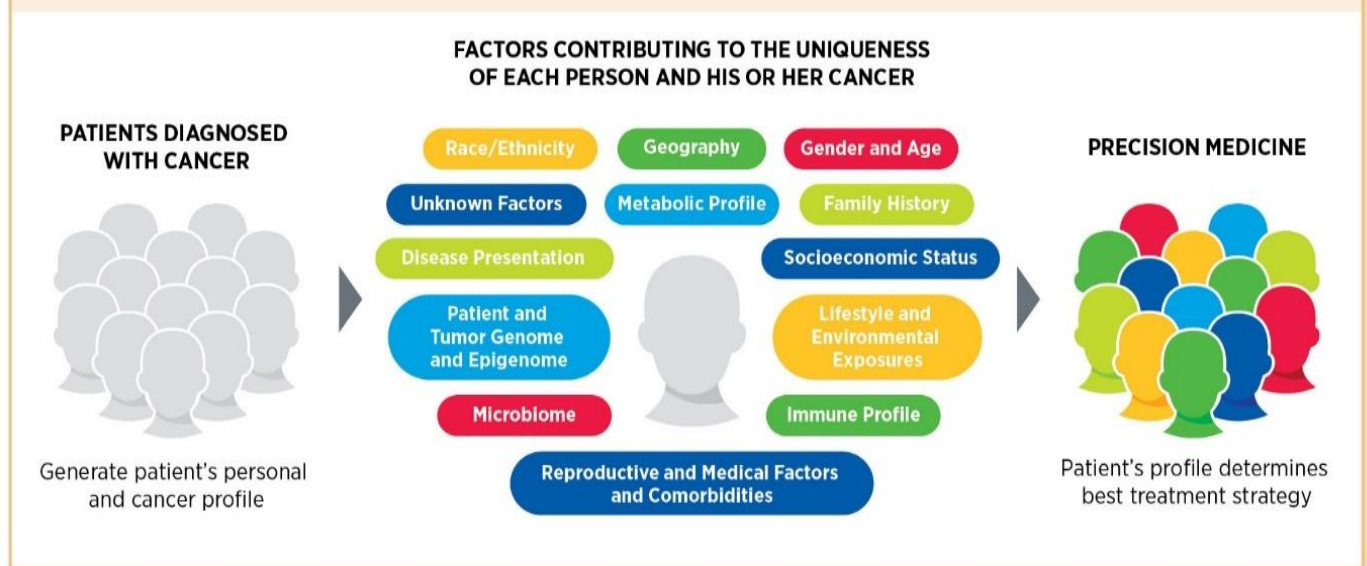 FACTORS CONTRIBUTING TO THE UNIQUENESS
OF EACH PERSON AND HIS OR HER CANCER
PATIENTS DIAGNOSED
WITH CANCER
Race/Ethnicity
Geography
Gender and Age
Unknown Factors
Metabolic Profile
Family History
Disease Presentation
Socioeconomic Status
Patient and
Tumor Genome
and Epigenome
Lifestyle and
Environmental
Exposures
Microbiome
Immune Profile
Reproductive and Medical Factors
and Comorbidities
Generate patient's personal
and cancer profile
PRECISION MEDICINE
Patient's profile determines
best treatment strategy